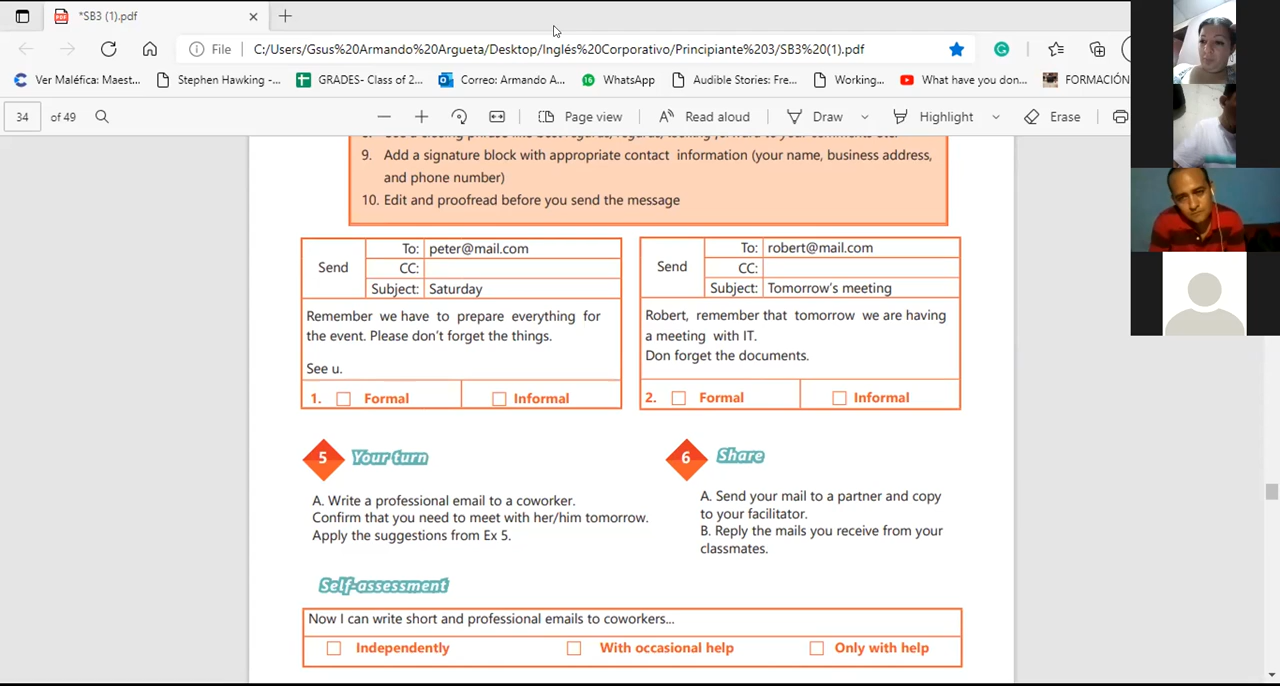 *SB3 (1).pdf
File C:/Users/Gsus%20Armando%20Argueta/Desktop/Inglés%20Corporativo/Principiante%203/SB3%20(1).pdf
Ver Maléfica: Maest... Stephen Hawking -... GRADES- Class of 2... Correo: Armando A... WhatsApp Audible Stories: Fre... Working... What have you don... FORMACIÓN
34 of 49 Page view Read aloud Draw Highlight Erase
9. Add a signature block with appropriate contact information (your name, business address,
and phone number)
10. Edit and proofread before you send the message
Send
To: peter@mail.com
CC:
Subject: Saturday
Remember we have to prepare everything for
the event. Please don't forget the things.
See u.
1. Formal Informal
Send
To: robert@mail.com
CC:
Subject: Tomorrow's meeting
Robert, remember that tomorrow we are having
a meeting with IT.
Don forget the documents.
2. Formal Informal
5 Your turn
A. Write a professional email to a coworker.
Confirm that you need to meet with her/him tomorrow.
Apply the suggestions from Ex 5.
6 Share
A. Send your mail to a partner and copy
to your facilitator.
B. Reply the mails you receive from your
classmates.
Self-assessment
Now I can write short and professional emails to coworkers...
Independently With occasional help Only with help